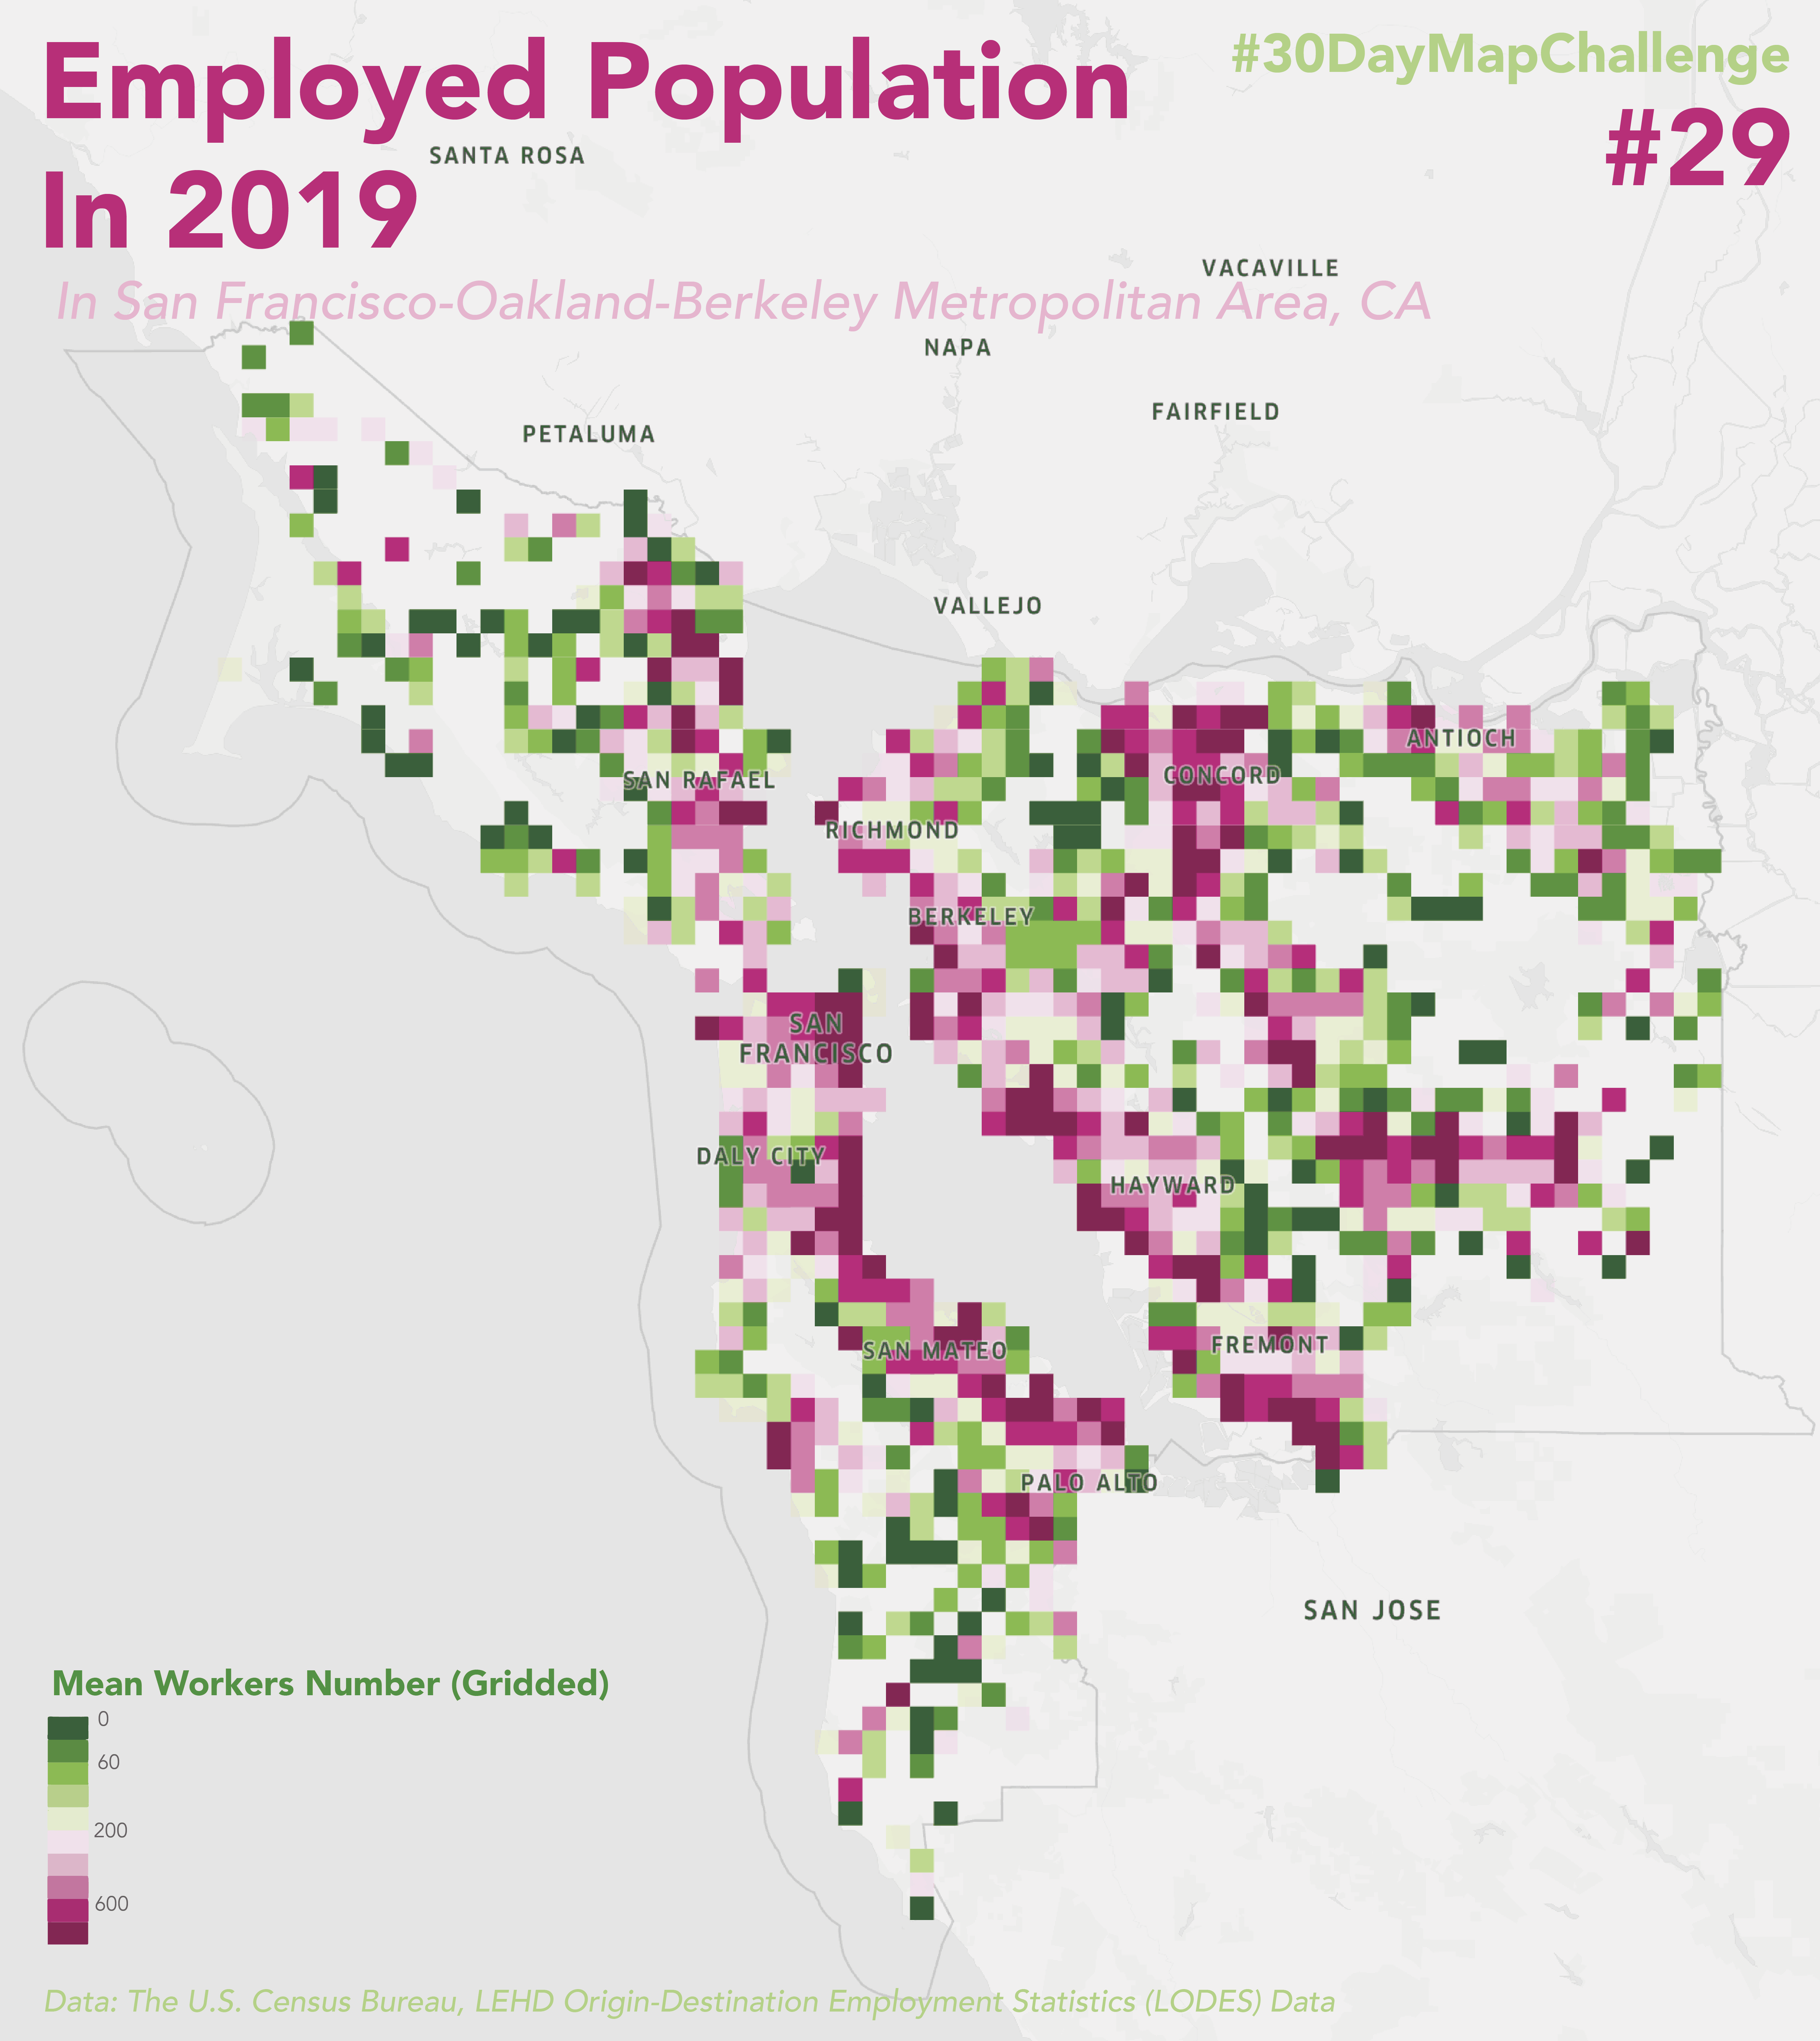 Employed Population
In 2019
#30DayMapChallenge
#29
In San Francisco-Oakland-Berkeley Metropolitan Area, CA
SANTA ROSA
VACAVILLE
NAPA
FAIRFIELD
PETALUMA
VALLEJO
ANTIOCH
CONCORD
SAN RAFAEL
RICHMOND
BERKELEY
SAN
FRANCISCO
DALY CITY
HAYWARD
FREMONT
SAN MATEO
PALO ALTO
SAN JOSE
Mean Workers Number (Gridded)
0
60
200
600
Data: The U.S. Census Bureau, LEHD Origin-Destination Employment Statistics (LODES) Data